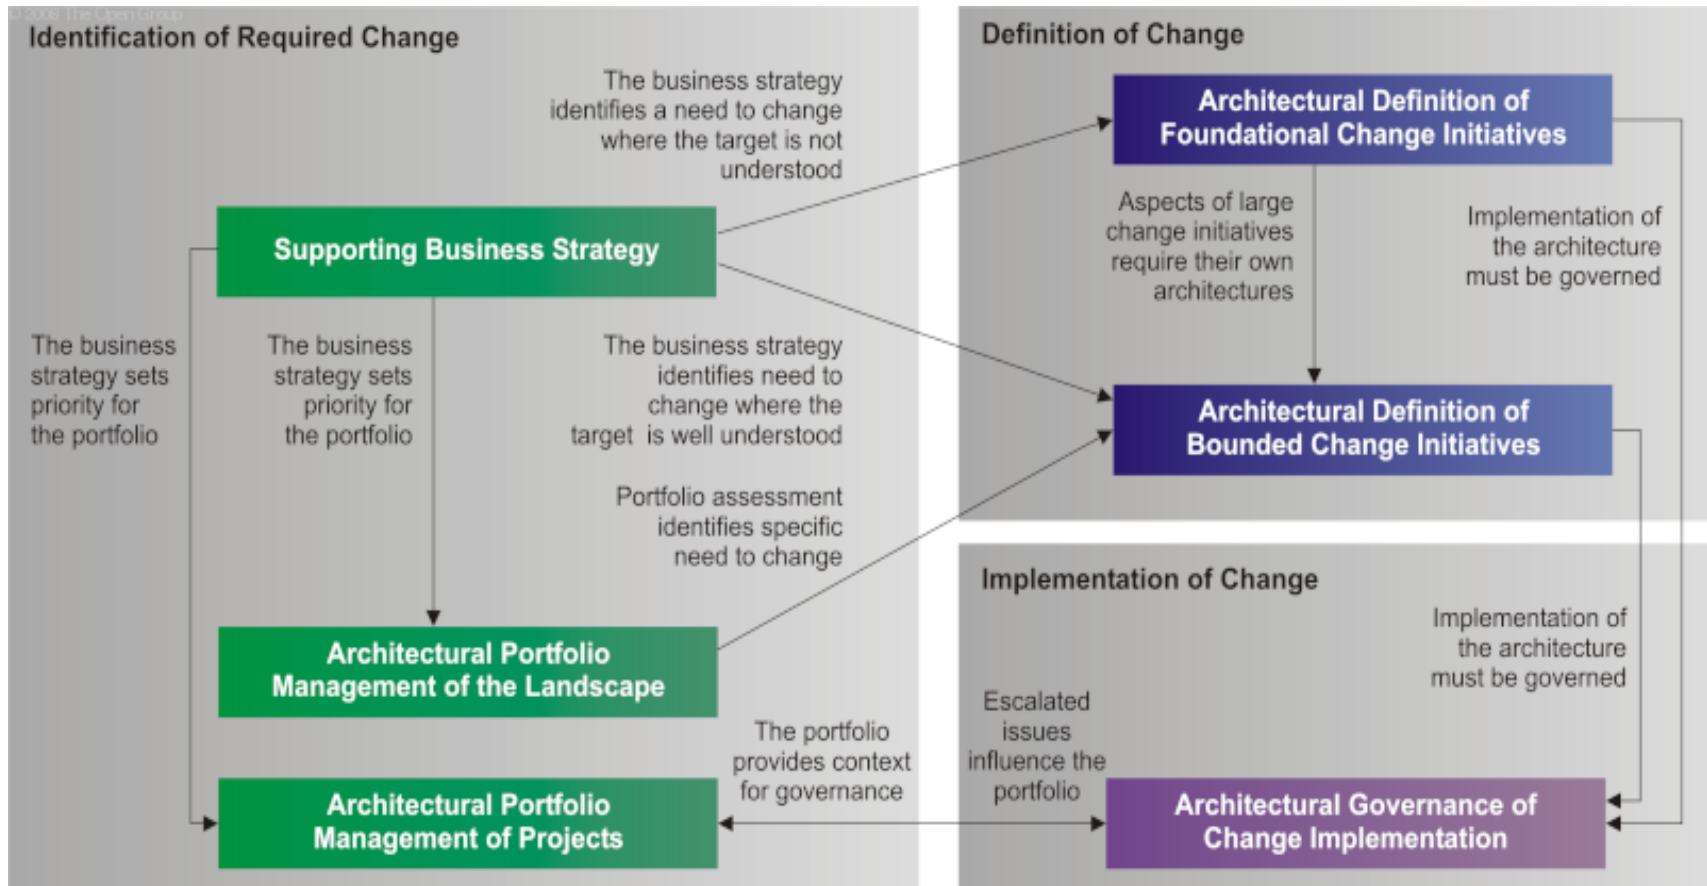 © 2008 The Open Group
Identification of Required Change
The business strategy
identifies a need to change
where the target is not
understood
Supporting Business Strategy
The business
strategy sets
priority for
the portfolio
The business
strategy sets
priority for
the portfolio
The business strategy
identifies need to
change where the
target is well understood
Portfolio assessment
identifies specific
need to change
Architectural Portfolio
Management of the Landscape
The portfolio
provides context
for governance
Architectural Portfolio
Management of Projects
Definition of Change
Architectural Definition of
Foundational Change Initiatives
Aspects of large
change initiatives
require their own
architectures
Implementation of
the architecture
must be governed
Architectural Definition of
Bounded Change Initiatives
Implementation of Change
Implementation of
the architecture
must be governed
Escalated
issues
influence the
portfolio
Architectural Governance of
Change Implementation